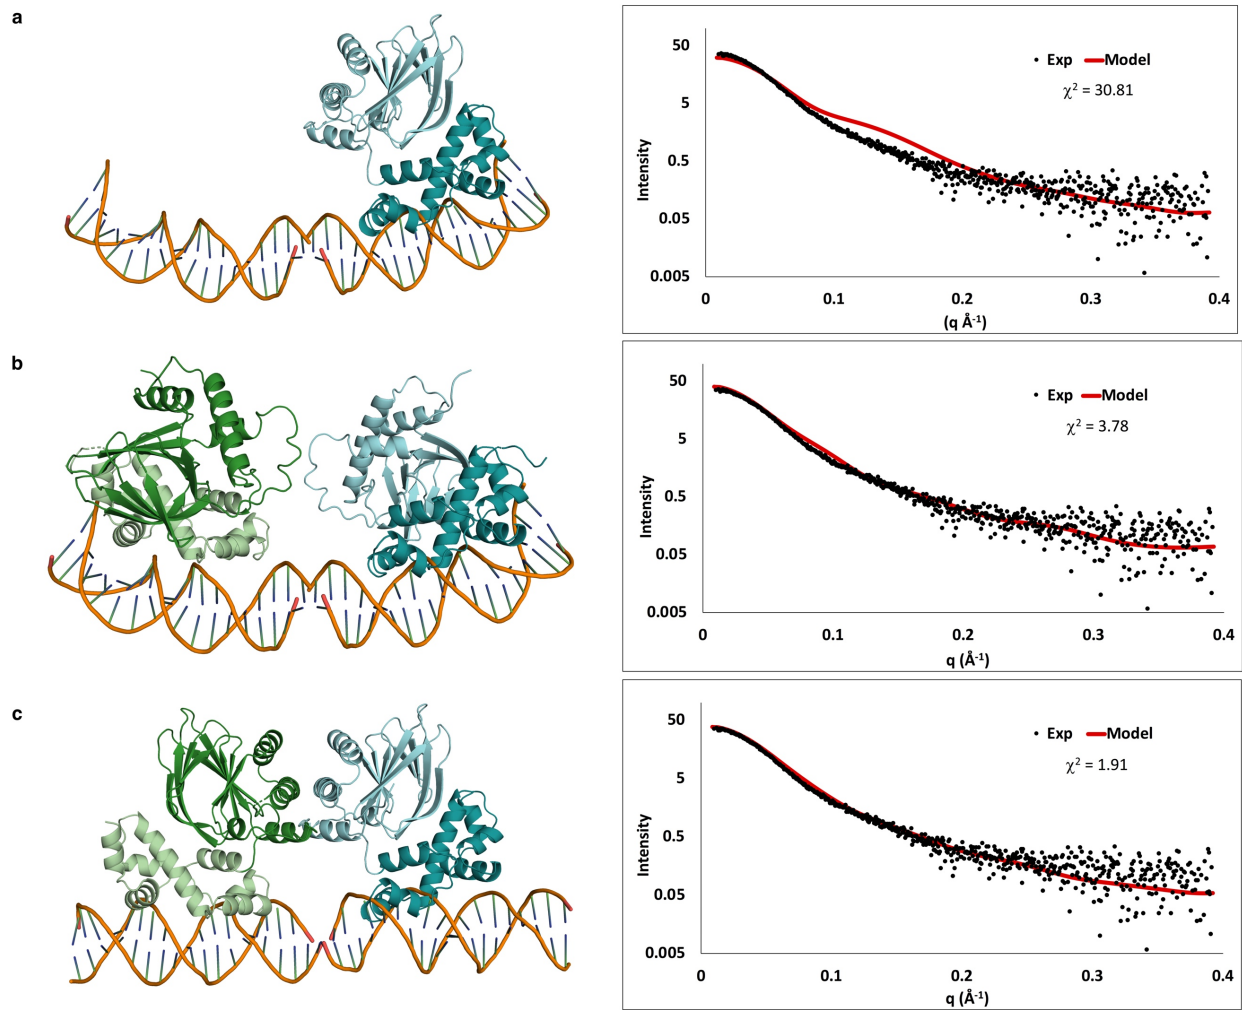 a
50
5
0.5
0.05
0.005
Intensity
• Exp Model
χ² = 30.81
0 0.1 0.2 0.3 0.4
(q Å⁻¹)
b
50
5
0.5
0.05
0.005
Intensity
• Exp Model
χ² = 3.78
0 0.1 0.2 0.3 0.4
q (Å⁻¹)
c
50
5
0.5
0.05
0.005
Intensity
• Exp Model
χ² = 1.91
0 0.1 0.2 0.3 0.4
q (Å⁻¹)